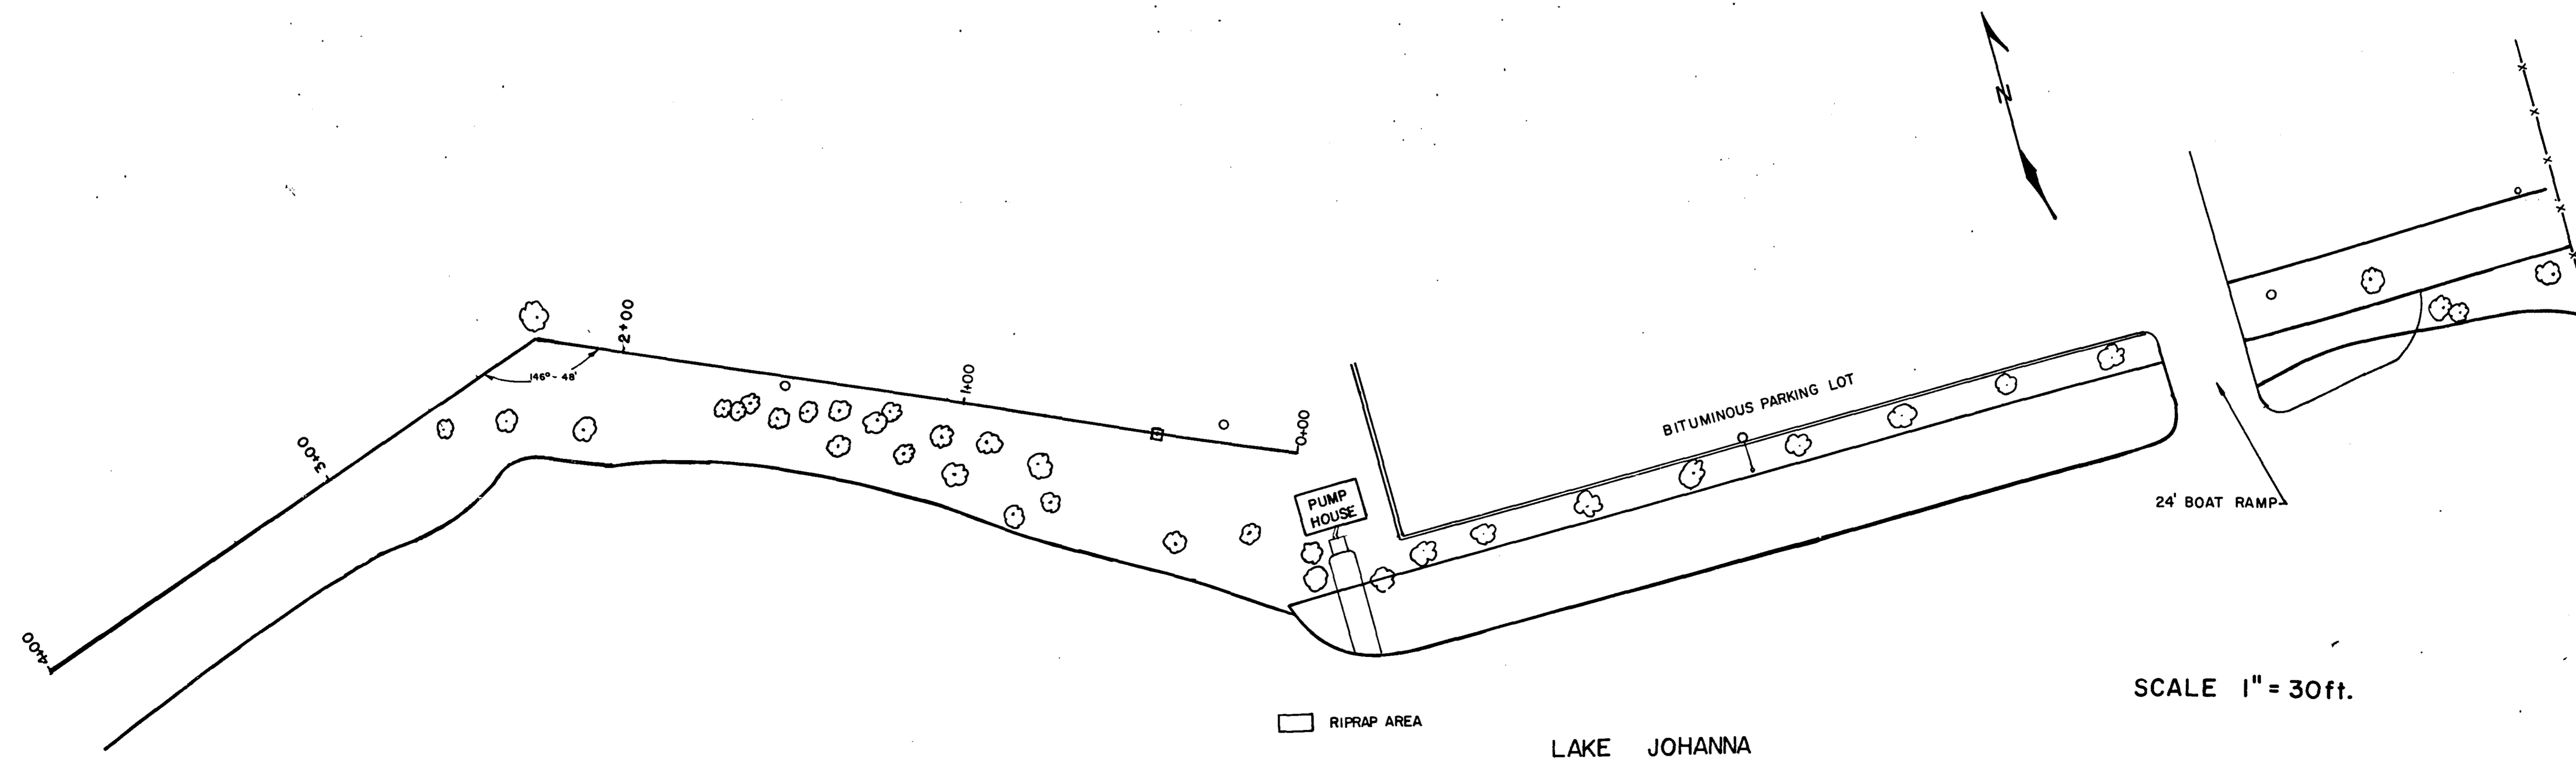 N
2+00
146° - 48'
1+00
0+00
3+00
4+00
BITUMINOUS PARKING LOT
PUMP
HOUSE
24' BOAT RAMP
SCALE 1" = 30ft.
RIPRAP AREA
LAKE JOHANNA